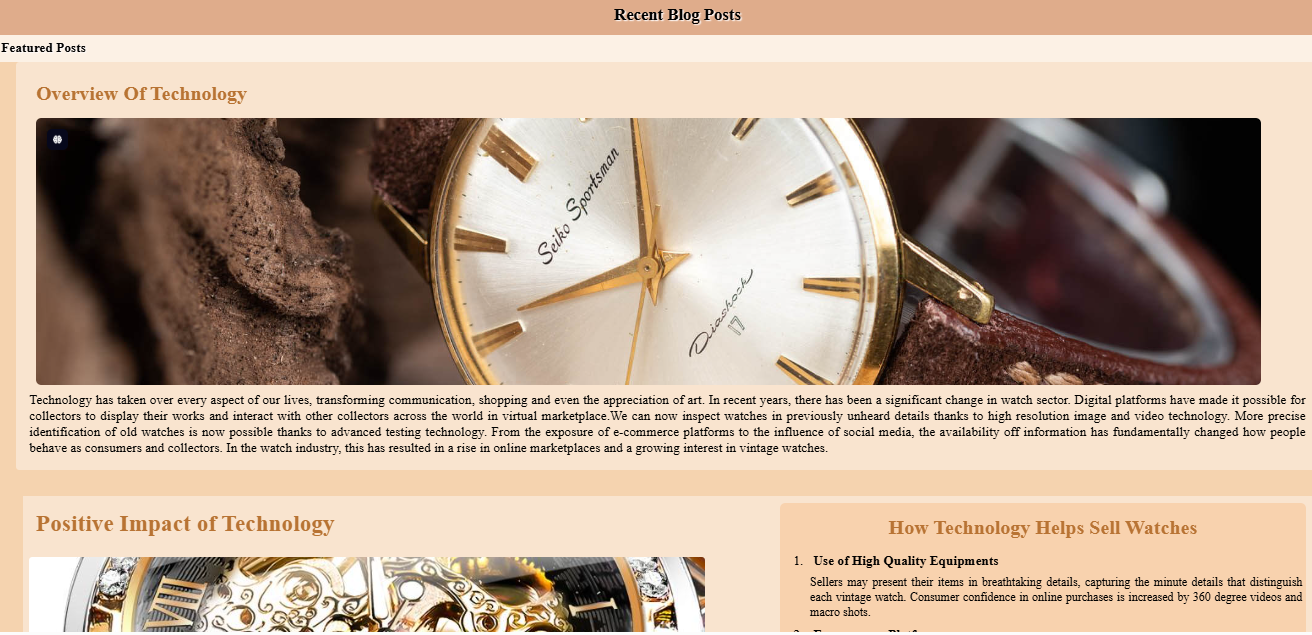 Recent Blog Posts
Featured Posts
Overview Of Technology
Seiko Sportsman
Diashock
17
Technology has taken over every aspect of our lives, transforming communication, shopping and even the appreciation of art. In recent years, there has been a significant change in watch sector. Digital platforms have made it possible for
collectors to display their works and interact with other collectors across the world in virtual marketplace.We can now inspect watches in previously unheard details thanks to high resolution image and video technology. More precise
identification of old watches is now possible thanks to advanced testing technology. From the exposure of e-commerce platforms to the influence of social media, the availability off information has fundamentally changed how people
behave as consumers and collectors. In the watch industry, this has resulted in a rise in online marketplaces and a growing interest in vintage watches.
Positive Impact of Technology
VIII
I
How Technology Helps Sell Watches
1. Use of High Quality Equipments
Sellers may present their items in breathtaking details, capturing the minute details that distinguish
each vintage watch. Consumer confidence in online purchases is increased by 360 degree videos and
macro shots.